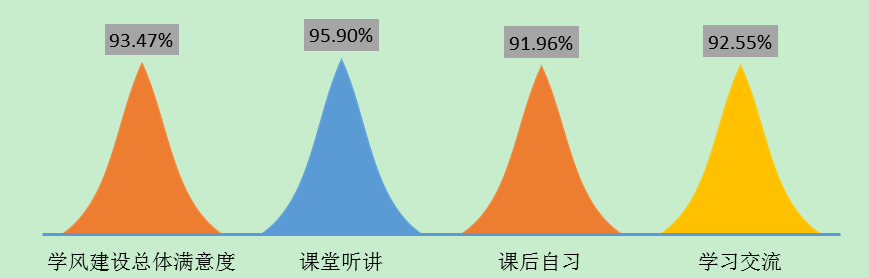 93.47%
95.90%
91.96%
92.55%
学风建设总体满意度
课堂听讲
课后自习
学习交流